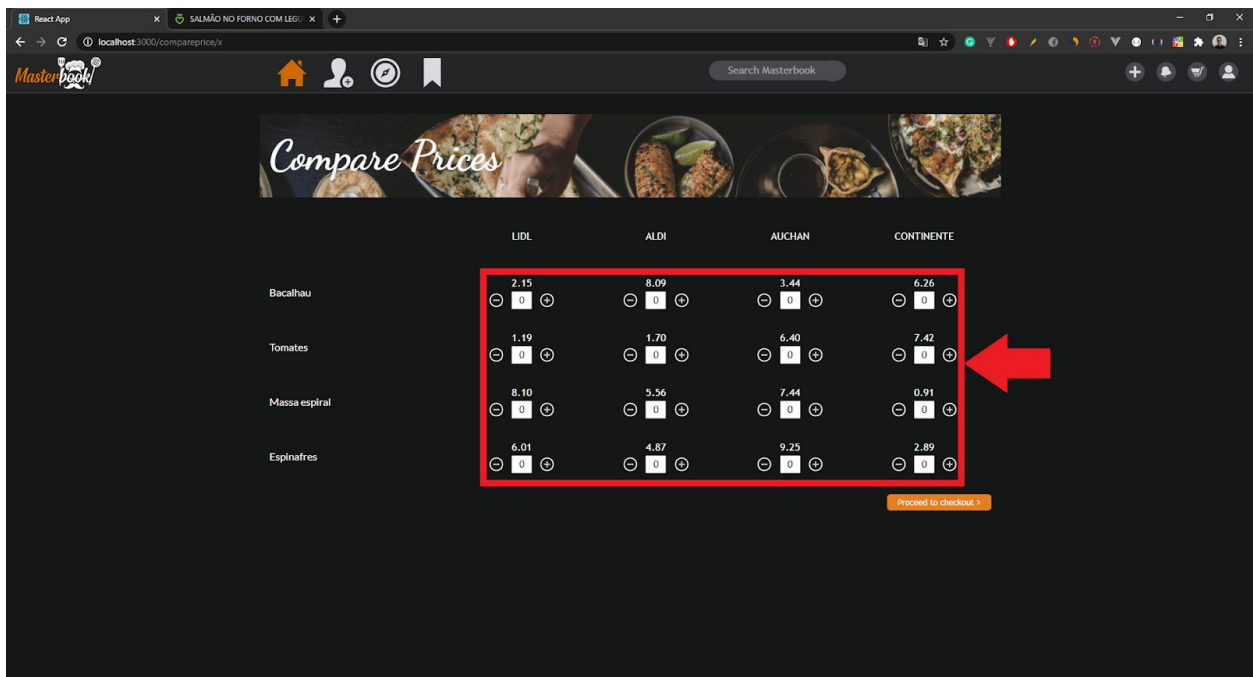 React App
SALMÃO NO FORNO COM LEGU
localhost:3000/compareprice/x
Masterbook
Search Masterbook
Compare Prices
LIDL ALDI AUCHAN CONTINENTE
2.15 8.09 3.44 6.26
Bacalhau
0 0 0 0
1.19 1.70 6.40 7.42
Tomates
0 0 0 0
8.10 5.56 7.44 0.91
Massa espiral
0 0 0 0
6.01 4.87 9.25 2.89
Espinafres
0 0 0 0
Proceed to checkout >